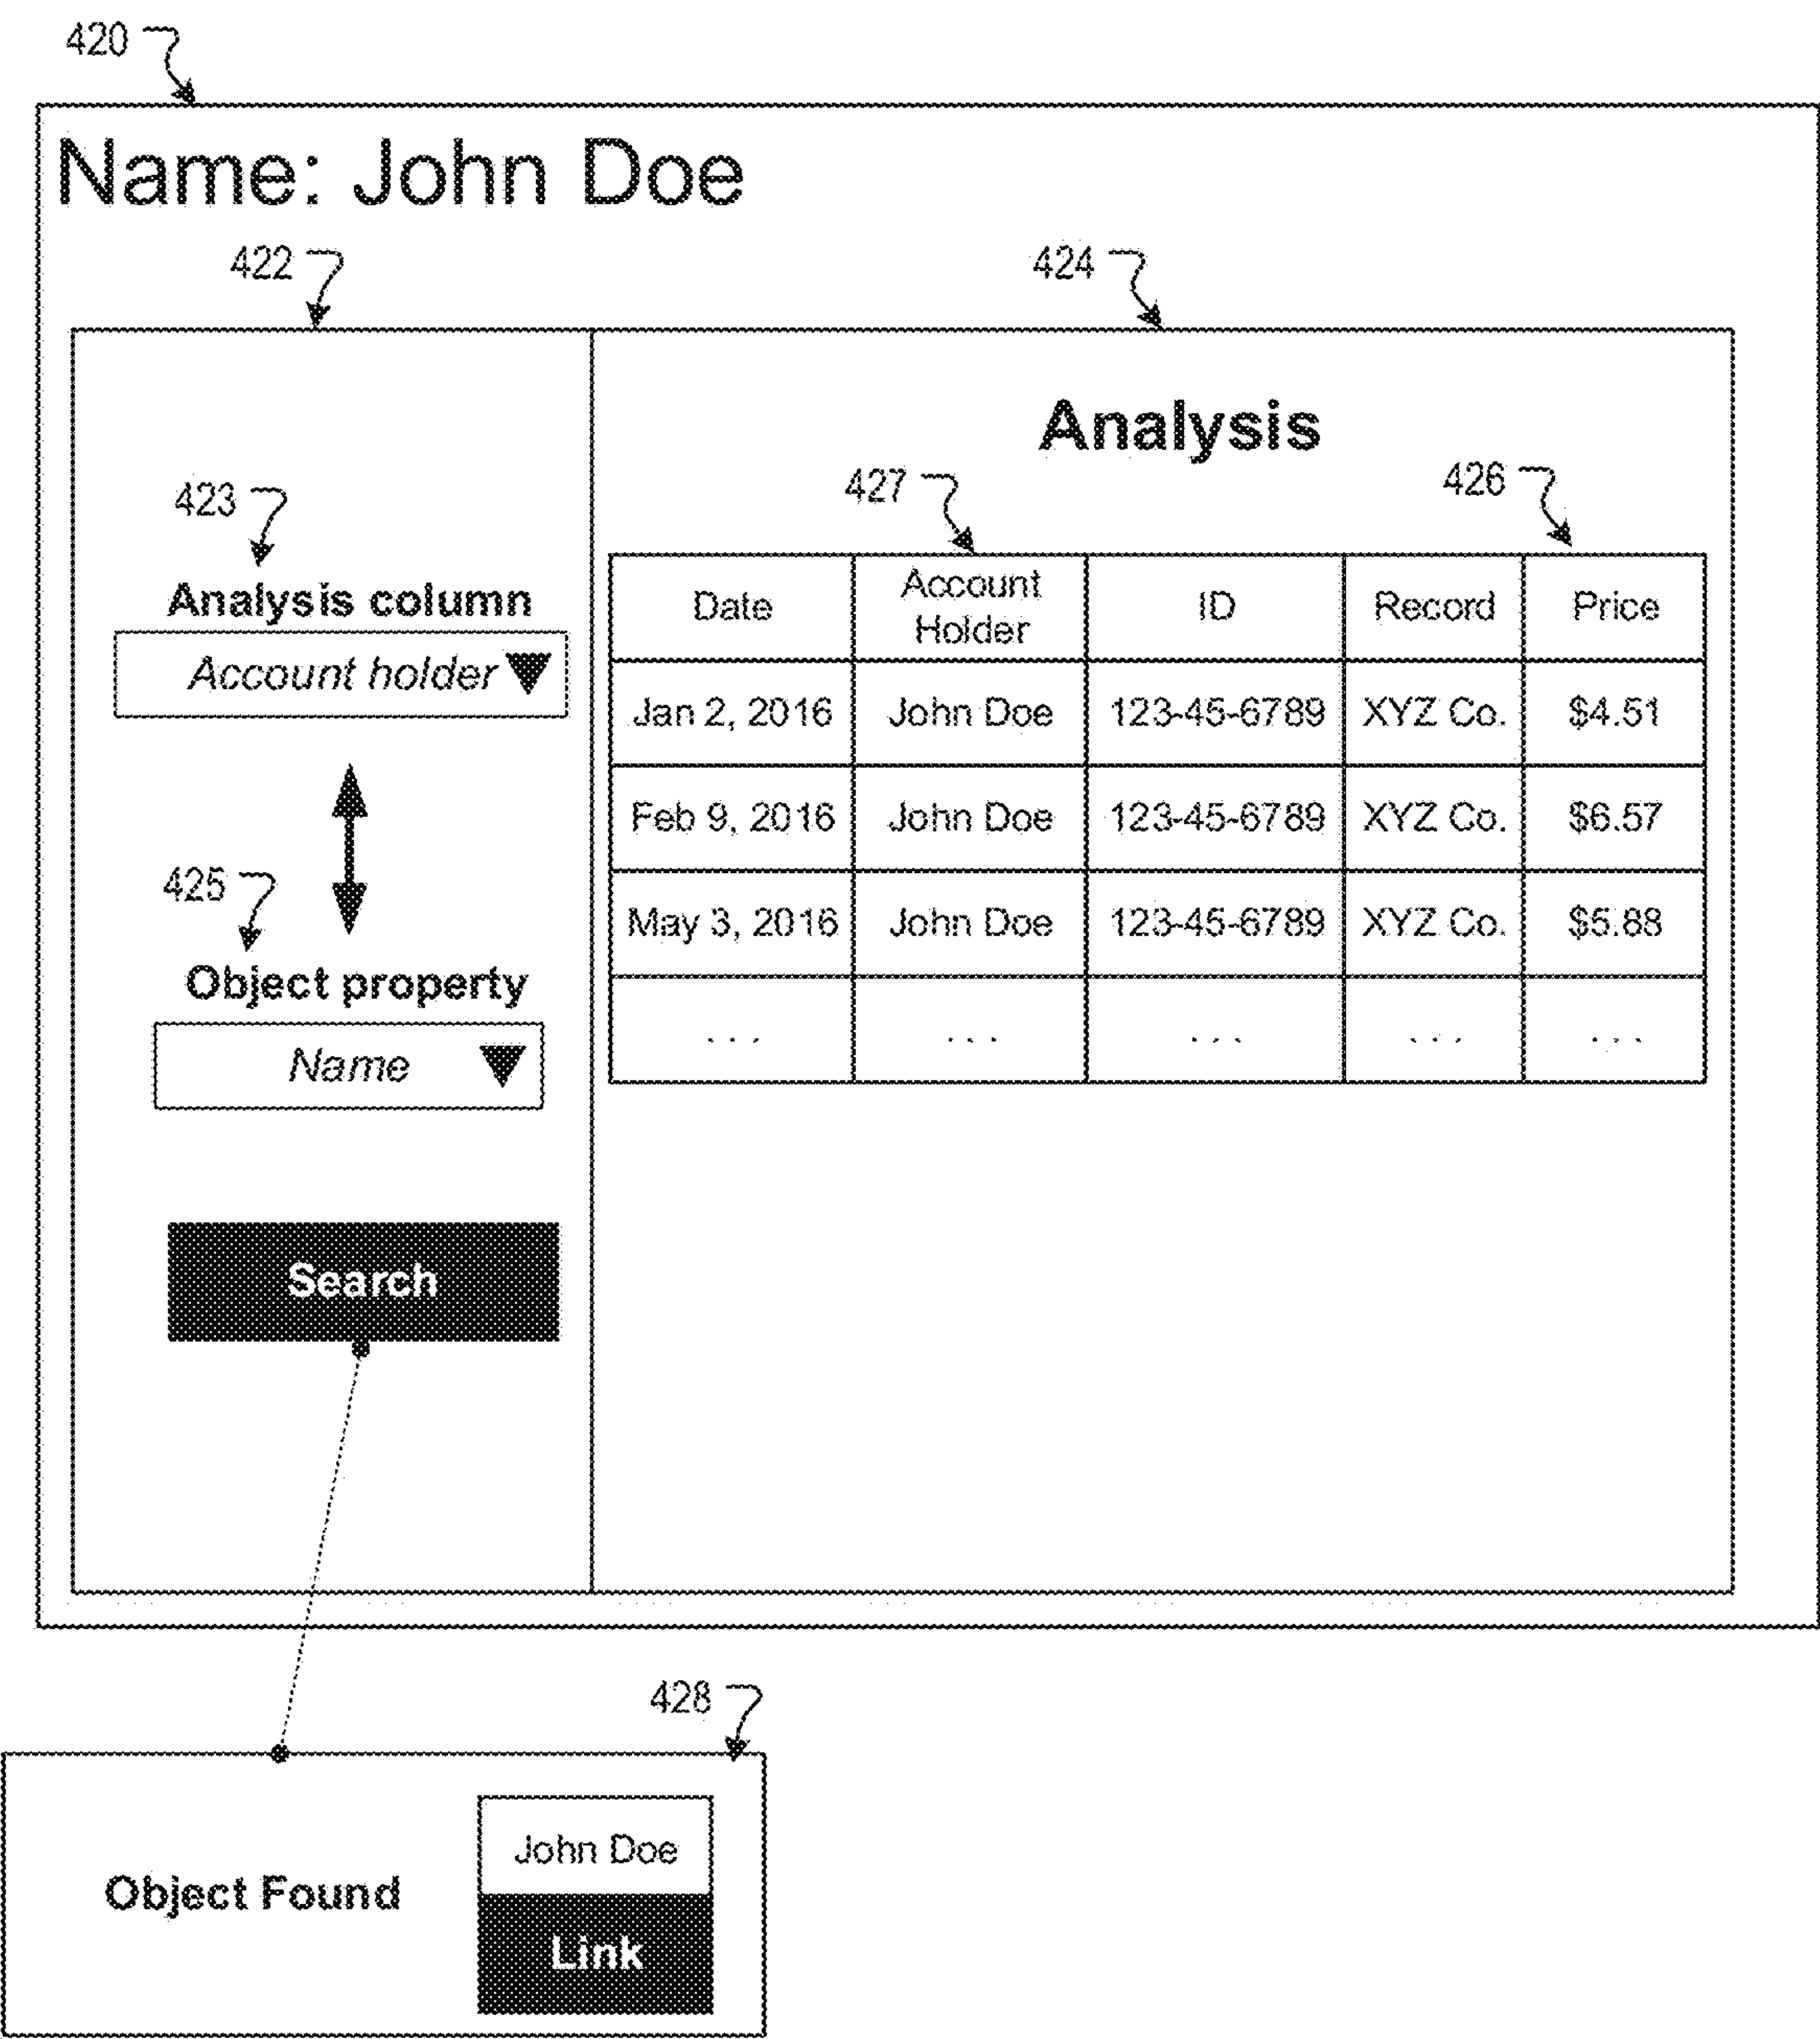 420
Name: John Doe
422
424
Analysis
423
427
426
Analysis column
Account holder
Date Account Holder ID Record Price
Jan 2, 2016 John Doe 123-45-6789 XYZ Co. $4.51
Feb 9, 2016 John Doe 123-45-6789 XYZ Co. $6.57
May 3, 2016 John Doe 123-45-6789 XYZ Co. $5.88
. . . . . . . . . . . . . . .
425
Object property
Name
Search
428
Object Found
John Doe
Link